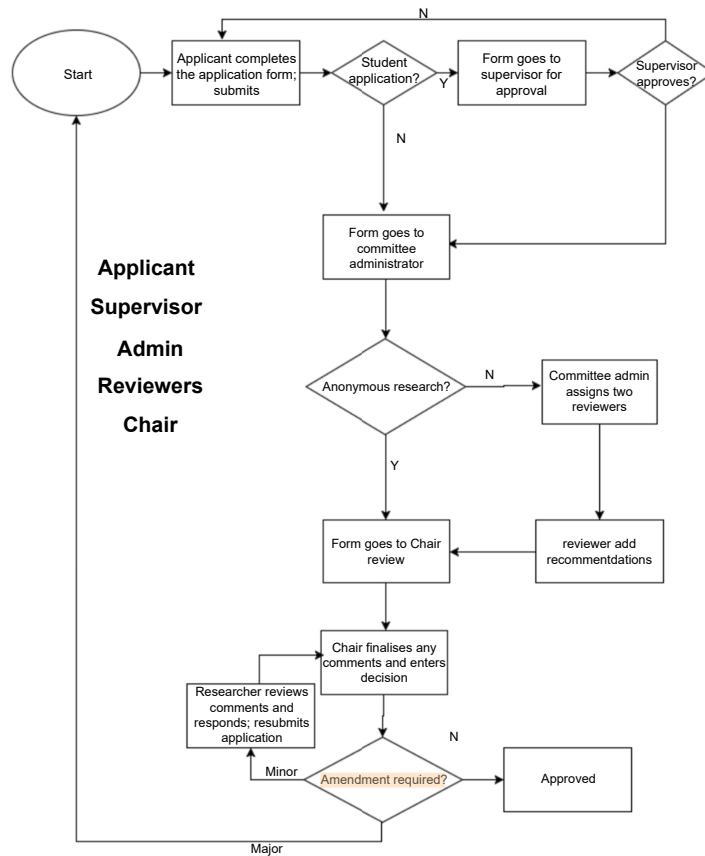 N
Start
Applicant completes
the application form;
submits
Student
application?
Y
Form goes to
supervisor for
approval
Supervisor
approves?
N
Form goes to
committee
administrator
Applicant
Supervisor
Admin
Reviewers
Chair
Anonymous research?
N
Committee admin
assigns two
reviewers
Y
Form goes to Chair
review
reviewer add
recommentdations
Chair finalises any
comments and enters
decision
Researcher reviews
comments and
responds; resubmits
application
N
Minor
Amendment required?
Approved
Major